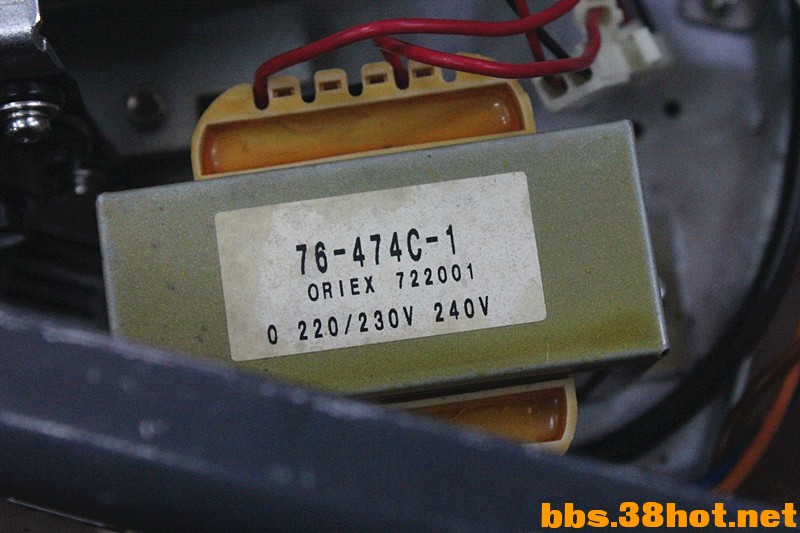 76-474C-1
ORIEX 722001
0 220/230V 240V
bbs.38hot.net